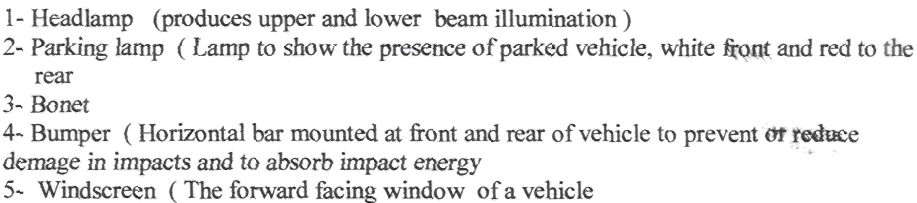 1- Headlamp (produces upper and lower beam illumination )
2- Parking lamp ( Lamp to show the presence of parked vehicle, white front and red to the
rear
3- Bonet
4- Bumper ( Horizontal bar mounted at front and rear of vehicle to prevent or reduce
demage in impacts and to absorb impact energy
5- Windscreen ( The forward facing window of a vehicle